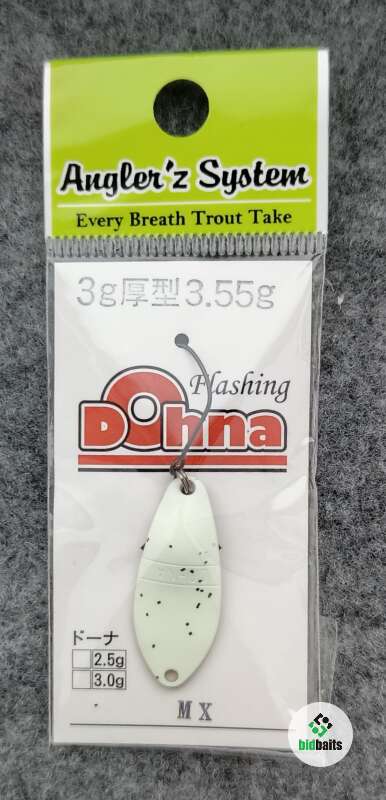 Angler'z System
Every Breath Trout Take
3g厚型3.55g
Flashing
Dohna
ドーナ
2.5g
3.0g
MX
bidbaits